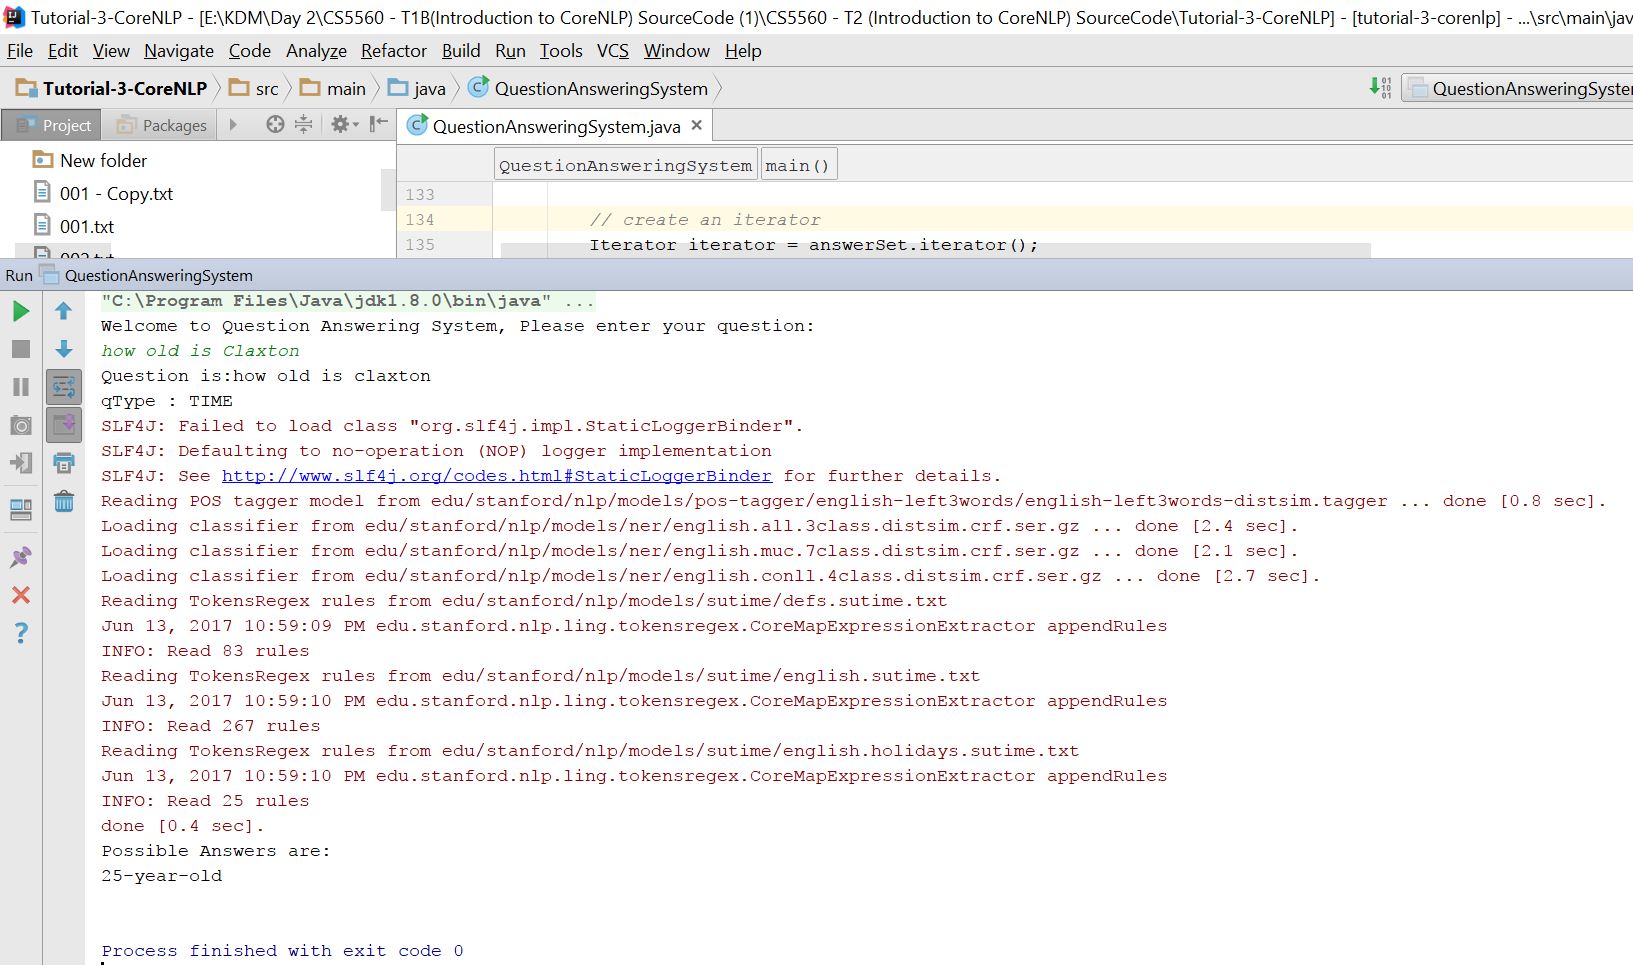 Tutorial-3-CoreNLP - [E:\KDM\Day 2\CS5560 - T1B(Introduction to CoreNLP) SourceCode (1)\CS5560 - T2 (Introduction to CoreNLP) SourceCode\Tutorial-3-CoreNLP] - [tutorial-3-corenlp] - ...\src\main\jav
File Edit View Navigate Code Analyze Refactor Build Run Tools VCS Window Help
Tutorial-3-CoreNLP src main java QuestionAnsweringSystem QuestionAnsweringSyste
Project Packages QuestionAnsweringSystem.java
QuestionAnsweringSystem main()
New folder
001 - Copy.txt
001.txt
133
134 // create an iterator
135 Iterator iterator = answerSet.iterator();
Run QuestionAnsweringSystem
"C:\Program Files\Java\jdk1.8.0\bin\java" ...
Welcome to Question Answering System, Please enter your question:
how old is Claxton
Question is:how old is claxton
qType : TIME
SLF4J: Failed to load class "org.slf4j.impl.StaticLoggerBinder".
SLF4J: Defaulting to no-operation (NOP) logger implementation
SLF4J: See http://www.slf4j.org/codes.html#StaticLoggerBinder for further details.
Reading POS tagger model from edu/stanford/nlp/models/pos-tagger/english-left3words/english-left3words-distsim.tagger ... done [0.8 sec].
Loading classifier from edu/stanford/nlp/models/ner/english.all.3class.distsim.crf.ser.gz ... done [2.4 sec].
Loading classifier from edu/stanford/nlp/models/ner/english.muc.7class.distsim.crf.ser.gz ... done [2.1 sec].
Loading classifier from edu/stanford/nlp/models/ner/english.conll.4class.distsim.crf.ser.gz ... done [2.7 sec].
Reading TokensRegex rules from edu/stanford/nlp/models/sutime/defs.sutime.txt
Jun 13, 2017 10:59:09 PM edu.stanford.nlp.ling.tokensregex.CoreMapExpressionExtractor appendRules
INFO: Read 83 rules
Reading TokensRegex rules from edu/stanford/nlp/models/sutime/english.sutime.txt
Jun 13, 2017 10:59:10 PM edu.stanford.nlp.ling.tokensregex.CoreMapExpressionExtractor appendRules
INFO: Read 267 rules
Reading TokensRegex rules from edu/stanford/nlp/models/sutime/english.holidays.sutime.txt
Jun 13, 2017 10:59:10 PM edu.stanford.nlp.ling.tokensregex.CoreMapExpressionExtractor appendRules
INFO: Read 25 rules
done [0.4 sec].
Possible Answers are:
25-year-old
Process finished with exit code 0